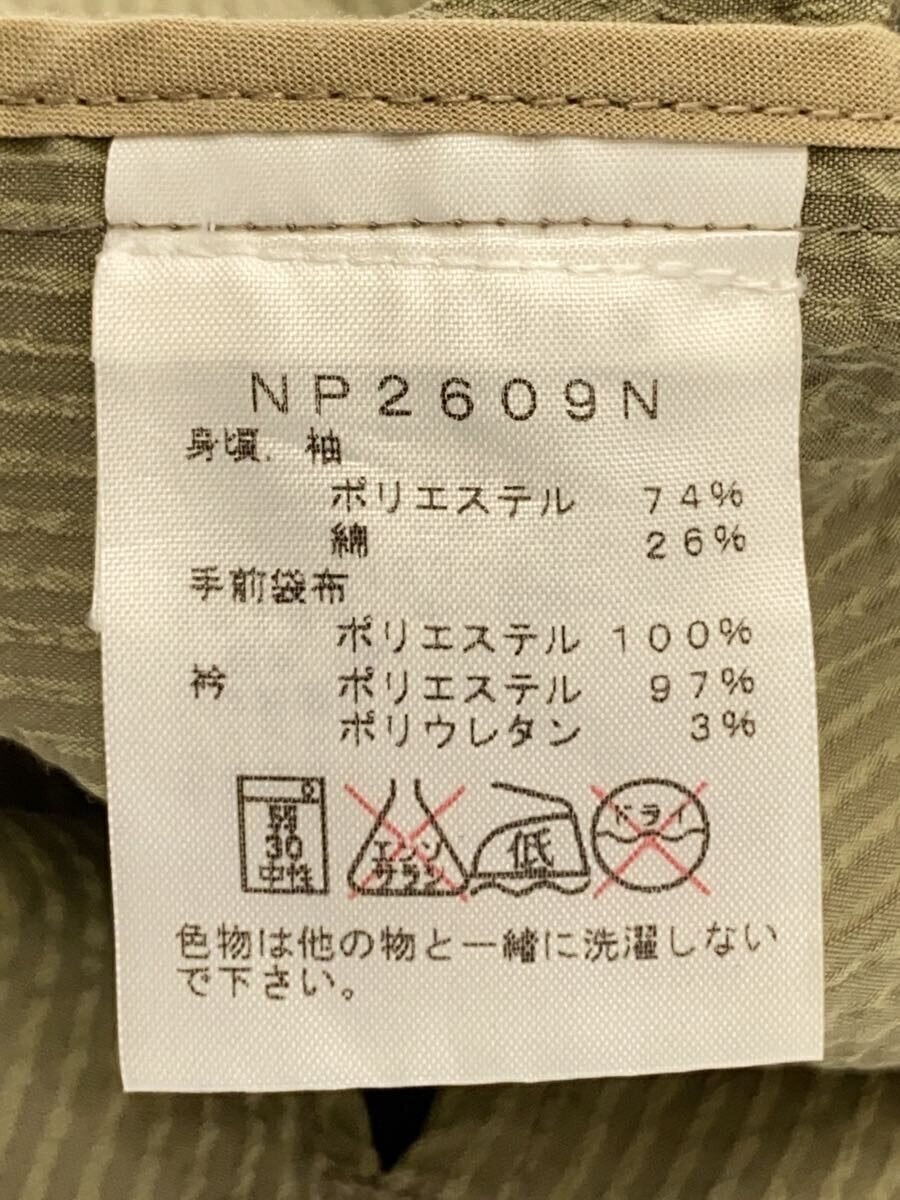 NP2609N
身頃．袖
ポリエステル 74%
綿 26%
手前袋布
ポリエステル 100%
衿 ポリエステル 97%
ポリウレタン 3%
弱 30 中性
エンソ サラシ
低
ドライ
色物は他の物と一緒に洗濯しない
で下さい。